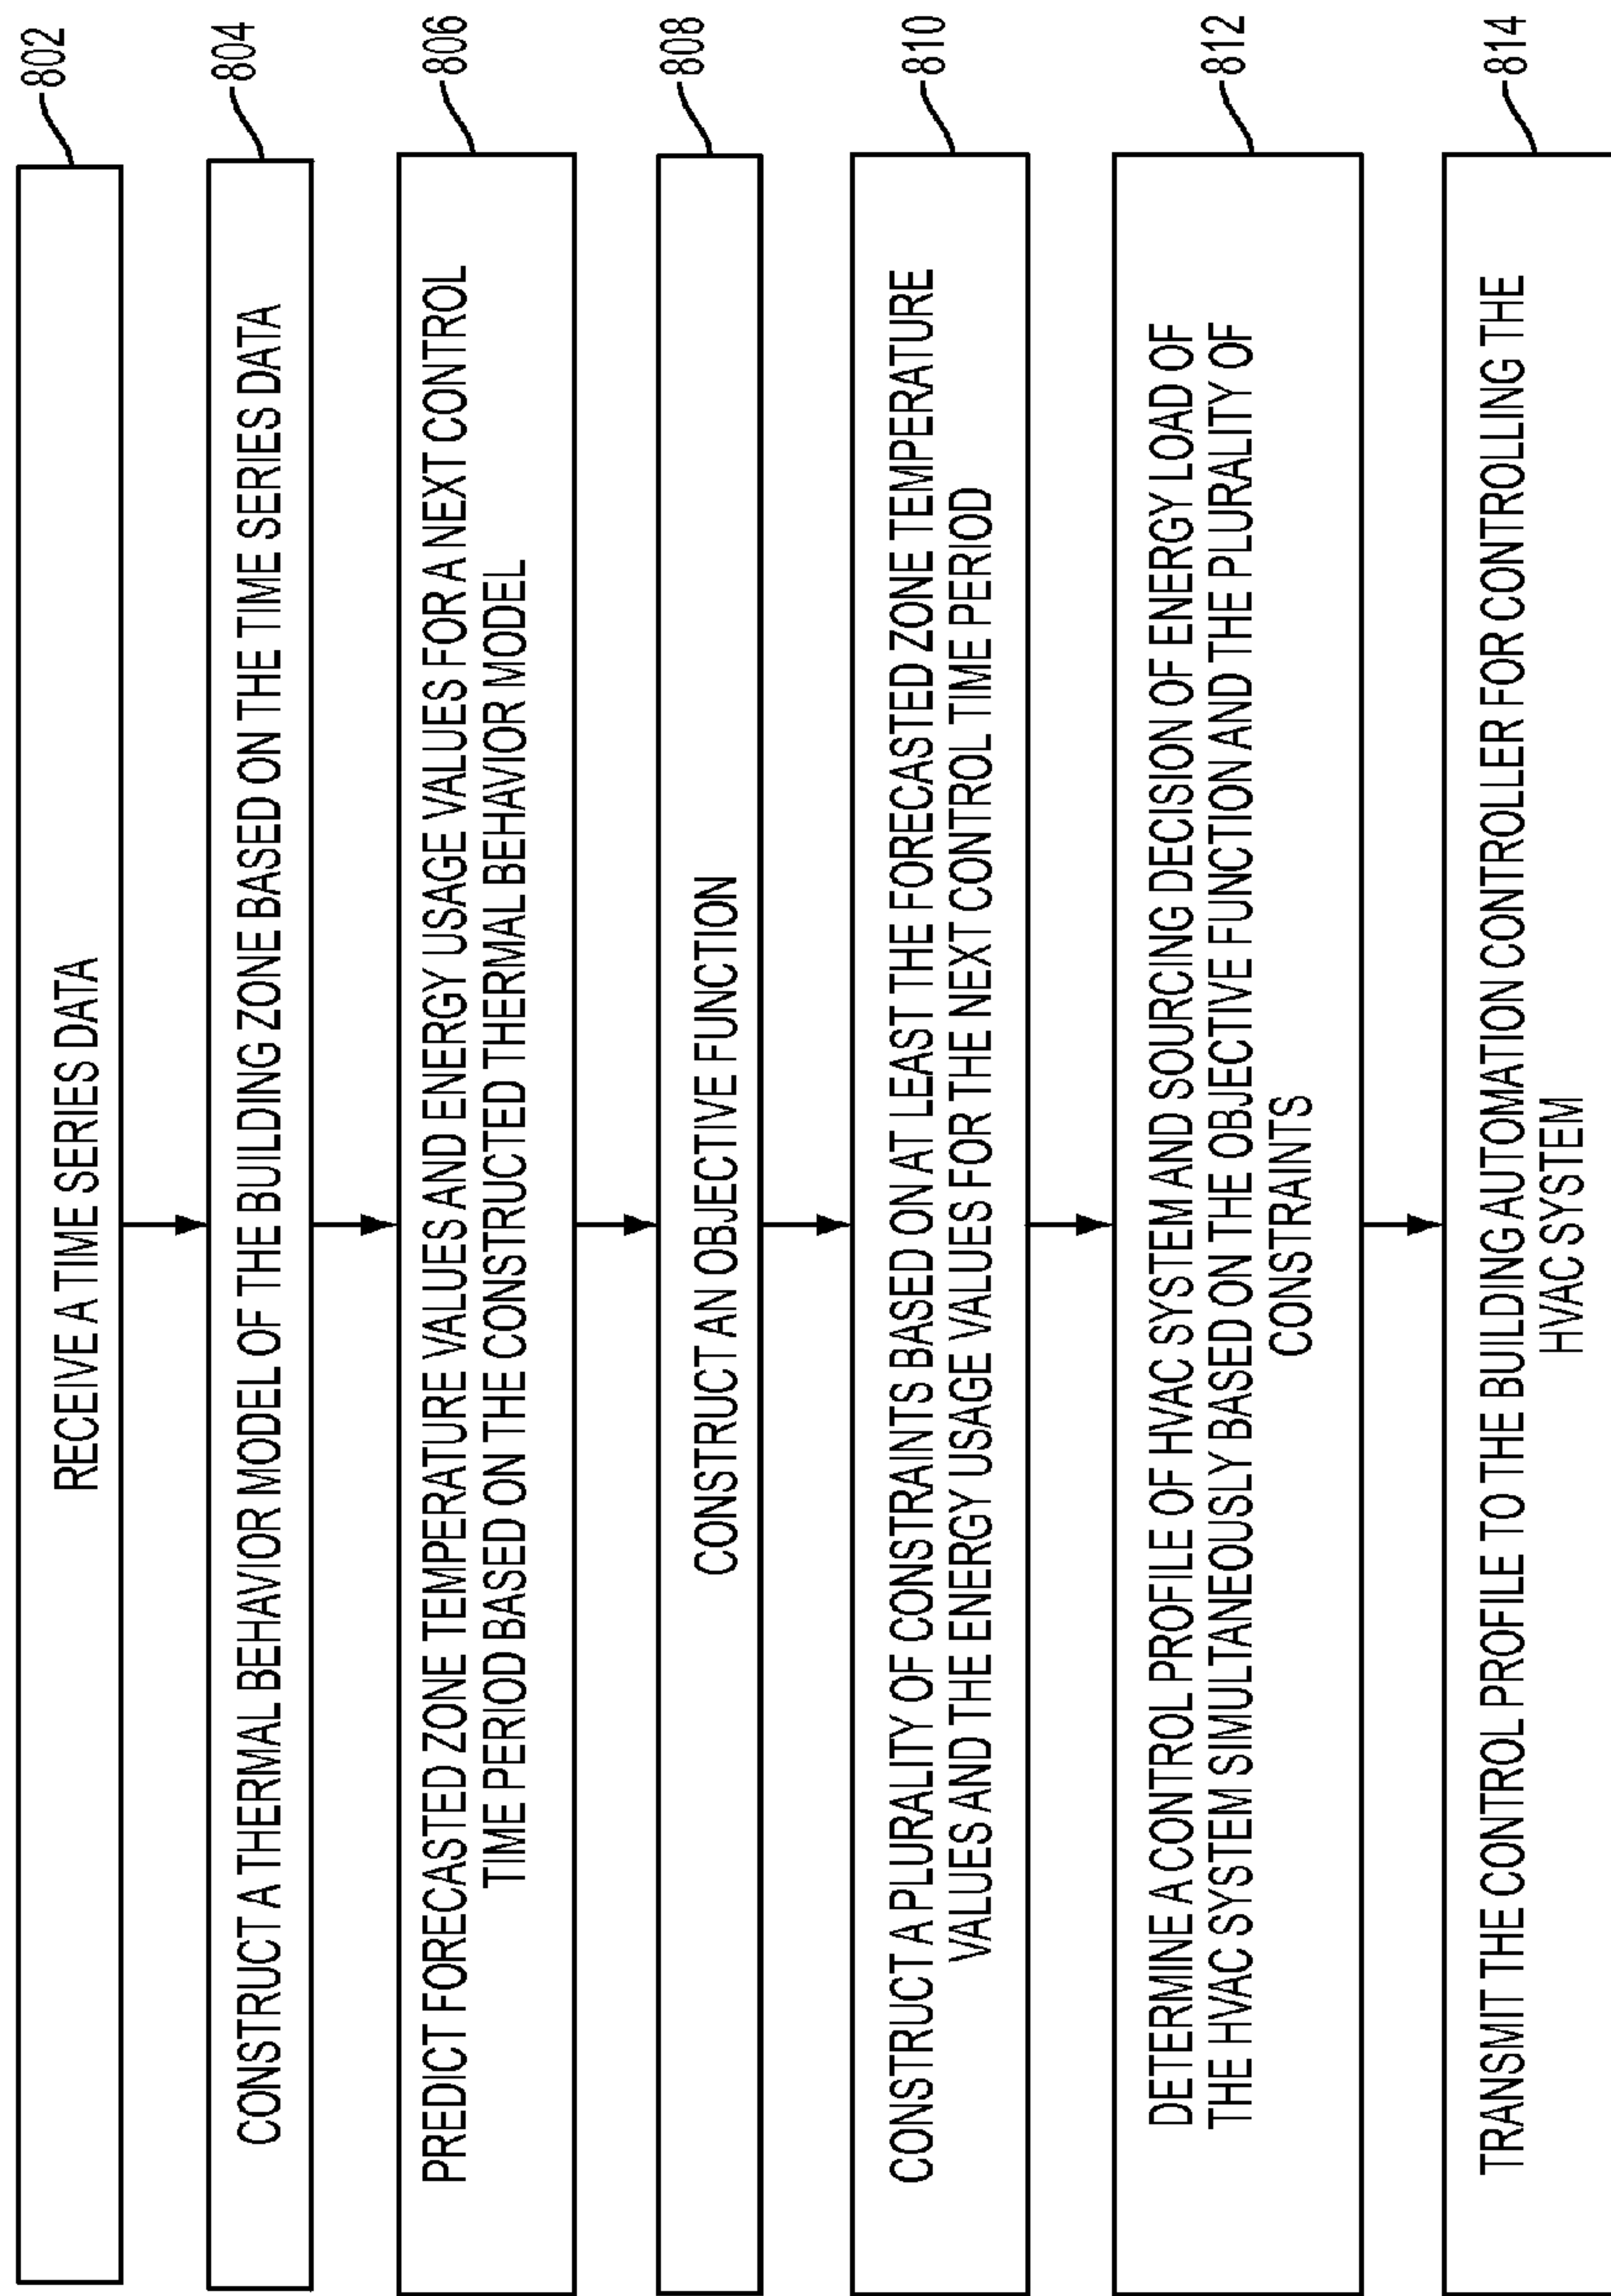 802
RECEIVE A TIME SERIES DATA
804
CONSTRUCT A THERMAL BEHAVIOR MODEL OF THE BUILDING ZONE BASED ON THE TIME SERIES DATA
806
PREDICT FORECASTED ZONE TEMPERATURE VALUES AND ENERGY USAGE VALUES FOR A NEXT CONTROL
TIME PERIOD BASED ON THE CONSTRUCTED THERMAL BEHAVIOR MODEL
808
CONSTRUCT AN OBJECTIVE FUNCTION
810
CONSTRUCT A PLURALITY OF CONSTRAINTS BASED ON AT LEAST THE FORECASTED ZONE TEMPERATURE
VALUES AND THE ENERGY USAGE VALUES FOR THE NEXT CONTROL TIME PERIOD
812
DETERMINE A CONTROL PROFILE OF HVAC SYSTEM AND SOURCING DECISION OF ENERGY LOAD OF
THE HVAC SYSTEM SIMULTANEOUSLY BASED ON THE OBJECTIVE FUNCTION AND THE PLURALITY OF
CONSTRAINTS
814
TRANSMIT THE CONTROL PROFILE TO THE BUILDING AUTOMATION CONTROLLER FOR CONTROLLING THE
HVAC SYSTEM